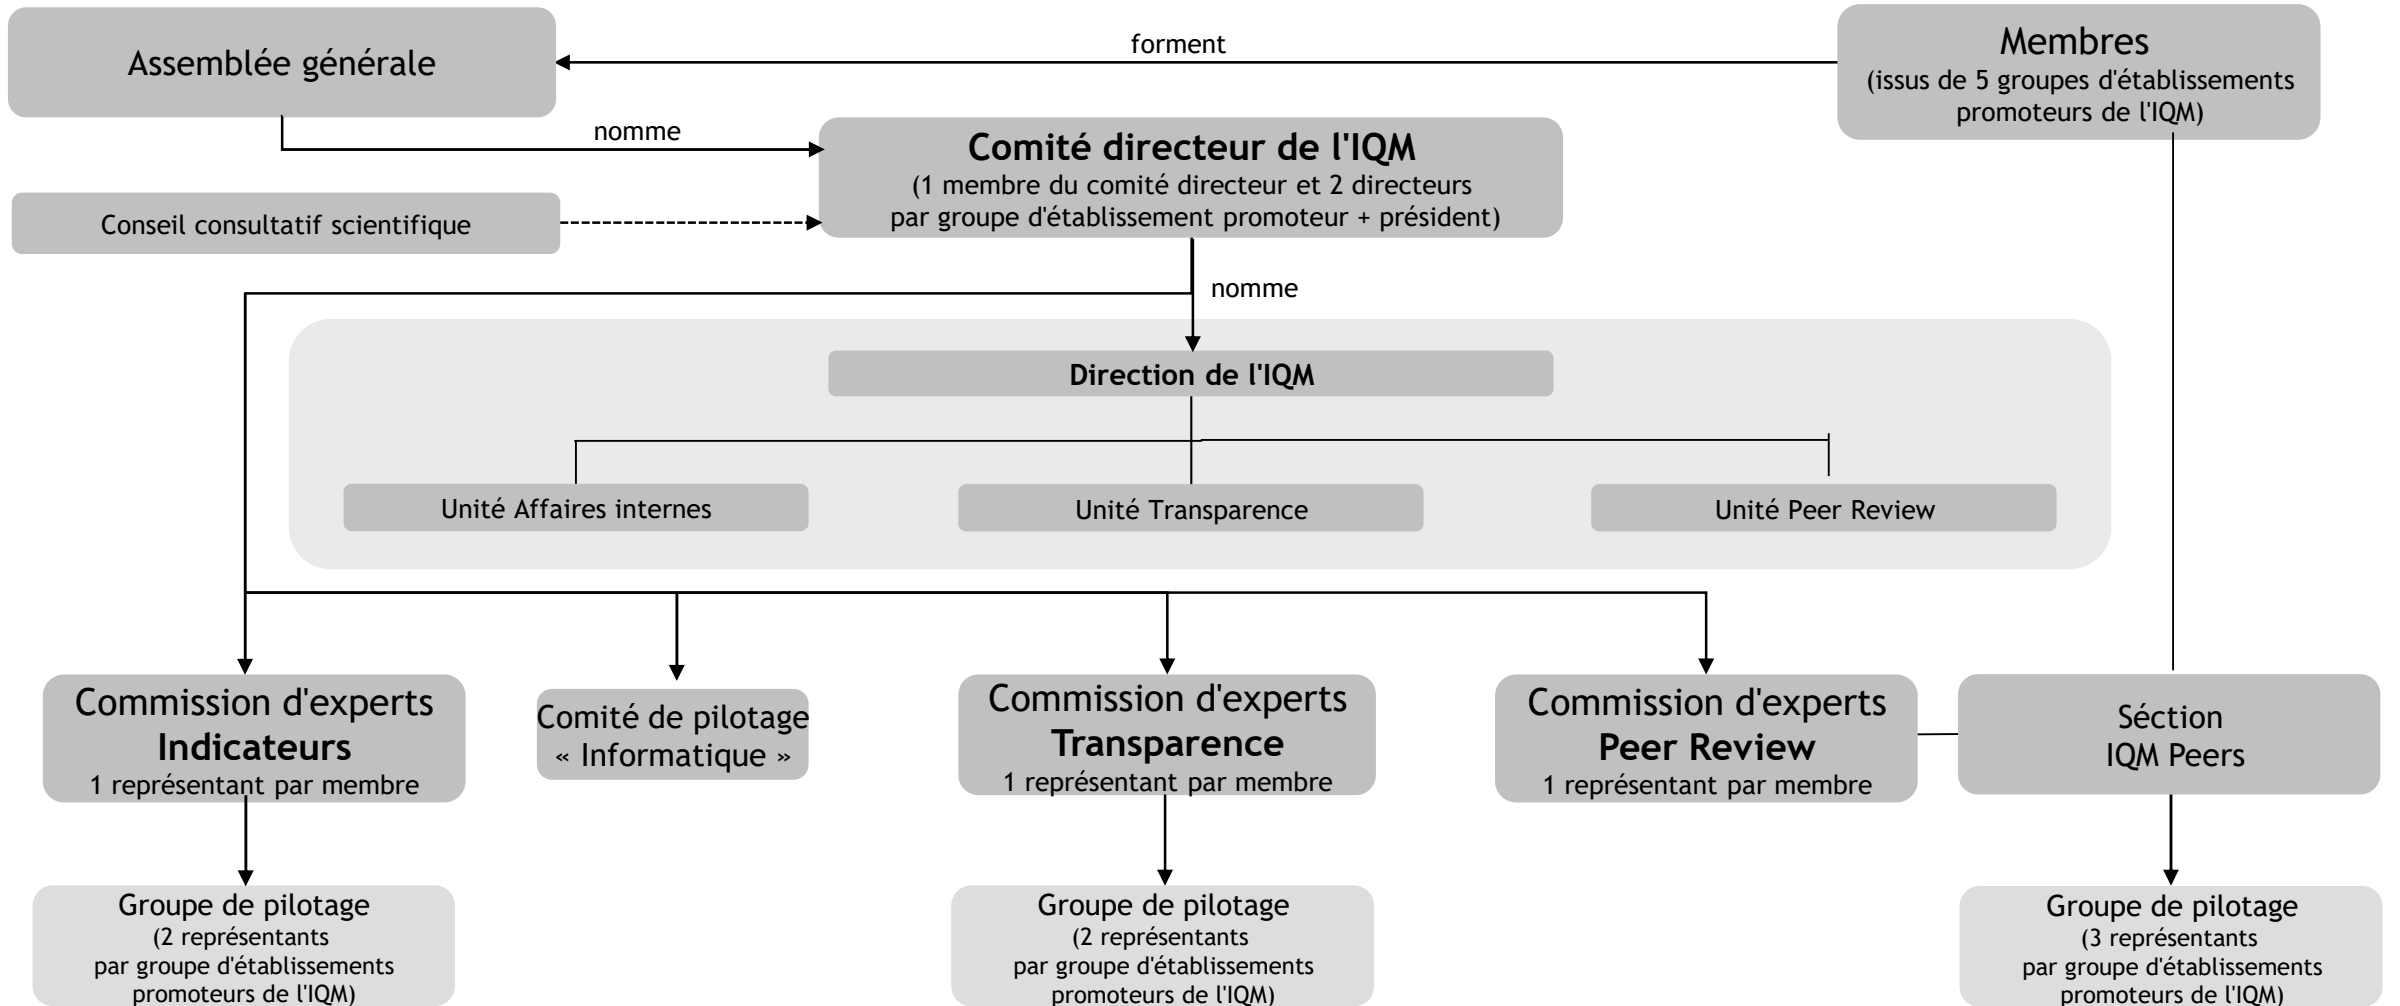 Assemblée générale
forment
Membres
(issus de 5 groupes d'établissements
promoteurs de l'IQM)
nomme
Comité directeur de l'IQM
(1 membre du comité directeur et 2 directeurs
par groupe d'établissement promoteur + président)
Conseil consultatif scientifique
nomme
Direction de l'IQM
Unité Affaires internes
Unité Transparence
Unité Peer Review
Commission d'experts
Indicateurs
1 représentant par membre
Comité de pilotage
« Informatique »
Commission d'experts
Transparence
1 représentant par membre
Commission d'experts
Peer Review
1 représentant par membre
Séction
IQM Peers
Groupe de pilotage
(2 représentants
par groupe d'établissements
promoteurs de l'IQM)
Groupe de pilotage
(2 représentants
par groupe d'établissements
promoteurs de l'IQM)
Groupe de pilotage
(3 représentants
par groupe d'établissements
promoteurs de l'IQM)